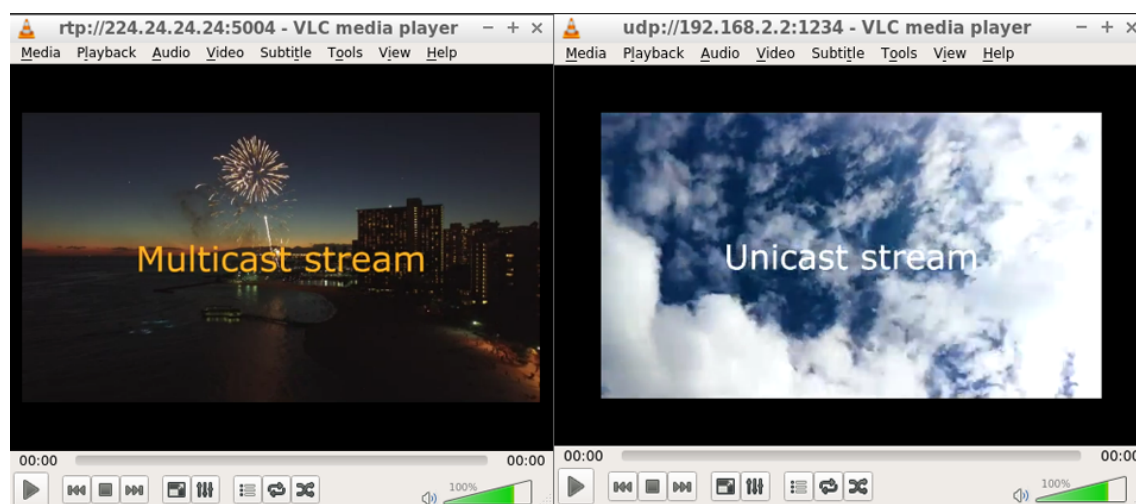 rtp://224.24.24.24:5004 - VLC media player
Media Playback Audio Video Subtitle Tools View Help
Multicast stream
00:00 00:00
100%
udp://192.168.2.2:1234 - VLC media player
Media Playback Audio Video Subtitle Tools View Help
Unicast stream
00:00 00:00
100%